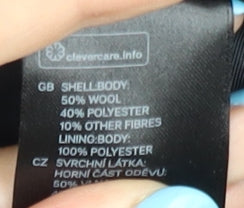 clevercare.info
GB SHELL:BODY:
50% WOOL
40% POLYESTER
10% OTHER FIBRES
LINING:BODY:
100% POLYESTER
CZ SVRCHNÍ LÁTKA:
HORNÍ ČÁST ODĚVU:
50%